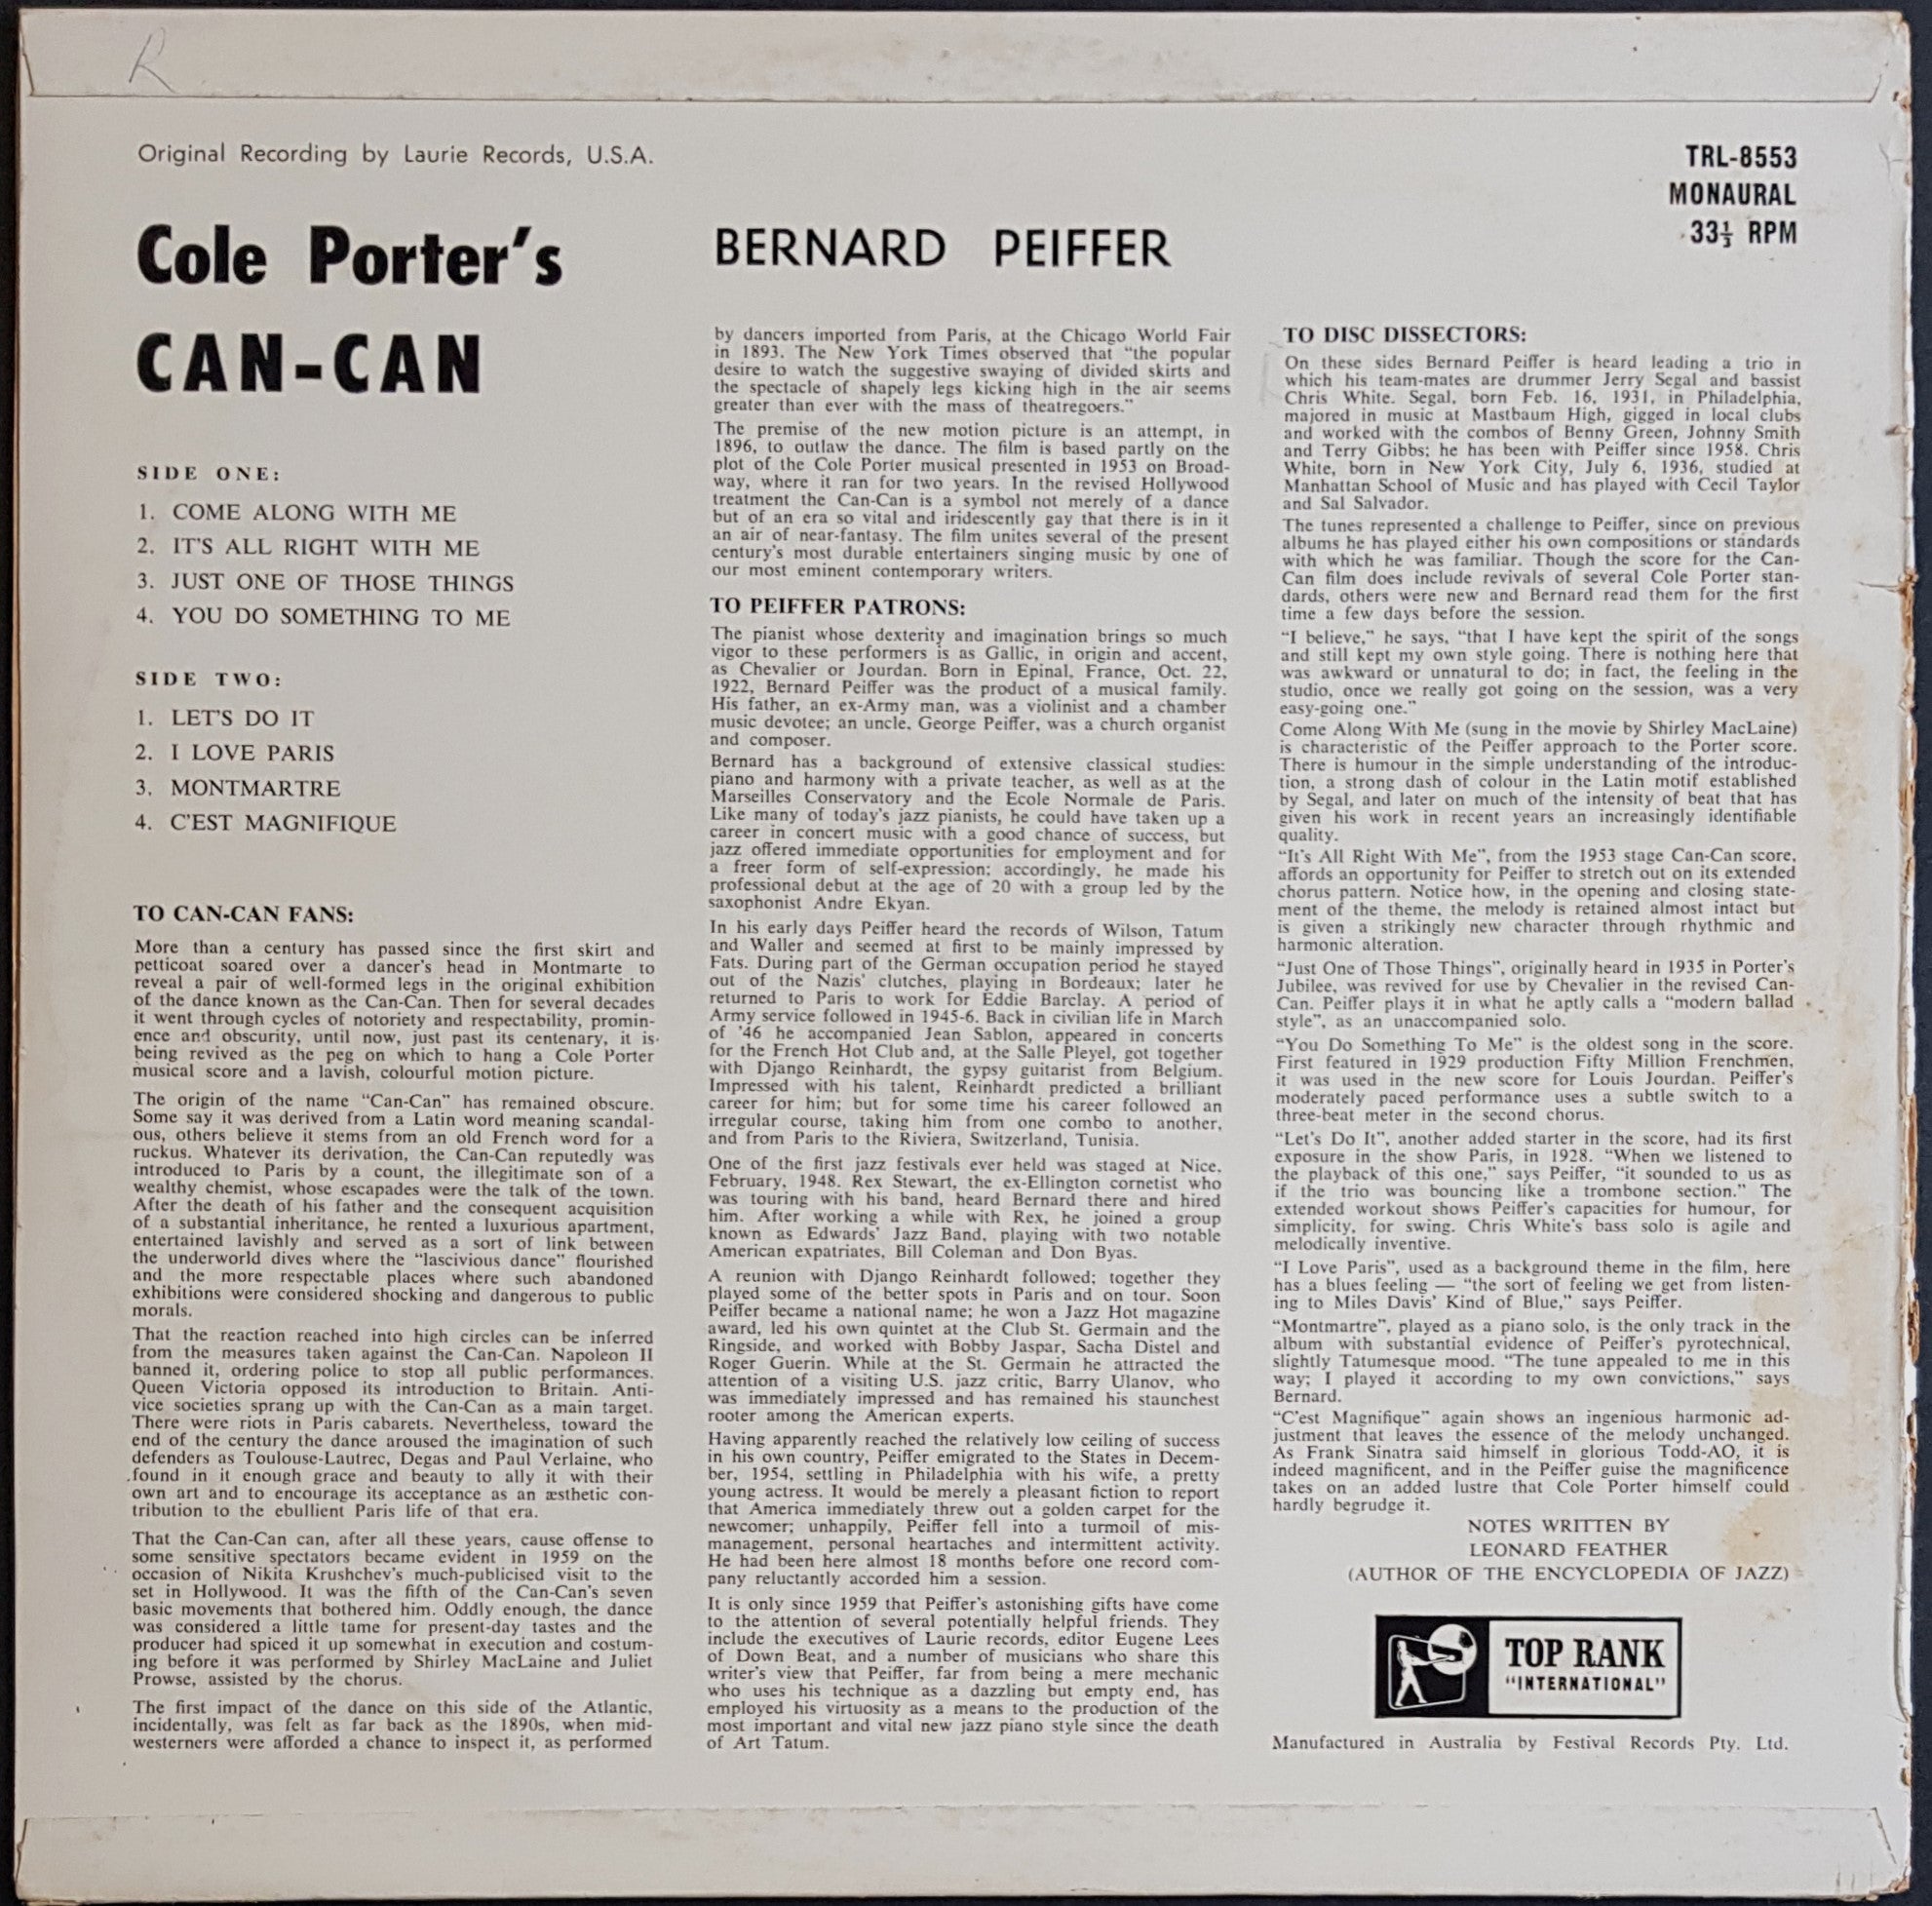 R
Original Recording by Laurie Records, U.S.A.
TRL-8553
MONAURAL
33⅓ RPM
Cole Porter's
CAN-CAN
BERNARD PEIFFER
SIDE ONE:
1. COME ALONG WITH ME
2. IT'S ALL RIGHT WITH ME
3. JUST ONE OF THOSE THINGS
4. YOU DO SOMETHING TO ME
SIDE TWO:
1. LET'S DO IT
2. I LOVE PARIS
3. MONTMARTRE
4. C'EST MAGNIFIQUE
TO CAN-CAN FANS:
More than a century has passed since the first skirt and
petticoat soared over a dancer's head in Montmarte to
reveal a pair of well-formed legs in the original exhibition
of the dance known as the Can-Can. Then for several decades
it went through cycles of notoriety and respectability, promin-
ence and obscurity, until now, just past its centenary, it is
being revived as the peg on which to hang a Cole Porter
musical score and a lavish, colourful motion picture.
The origin of the name "Can-Can" has remained obscure.
Some say it was derived from a Latin word meaning scandal-
ous, others believe it stems from an old French word for a
ruckus. Whatever its derivation, the Can-Can reputedly was
introduced to Paris by a count, the illegitimate son of a
wealthy chemist, whose escapades were the talk of the town.
After the death of his father and the consequent acquisition
of a substantial inheritance, he rented a luxurious apartment,
entertained lavishly and served as a sort of link between
the underworld dives where the "lascivious dance" flourished
and the more respectable places where such abandoned
exhibitions were considered shocking and dangerous to public
morals.
That the reaction reached into high circles can be inferred
from the measures taken against the Can-Can. Napoleon II
banned it, ordering police to stop all public performances.
Queen Victoria opposed its introduction to Britain. Anti-
vice societies sprang up with the Can-Can as a main target.
There were riots in Paris cabarets. Nevertheless, toward the
end of the century the dance aroused the imagination of such
defenders as Toulouse-Lautrec, Degas and Paul Verlaine, who
found in it enough grace and beauty to ally it with their
own art and to encourage its acceptance as an æsthetic con-
tribution to the ebullient Paris life of that era.
That the Can-Can can, after all these years, cause offense to
some sensitive spectators became evident in 1959 on the
occasion of Nikita Krushchev's much-publicised visit to the
set in Hollywood. It was the fifth of the Can-Can's seven
basic movements that bothered him. Oddly enough, the dance
was considered a little tame for present-day tastes and the
producer had spiced it up somewhat in execution and costum-
ing before it was performed by Shirley MacLaine and Juliet
Prowse, assisted by the chorus.
The first impact of the dance on this side of the Atlantic,
incidentally, was felt as far back as the 1890s, when mid-
westerners were afforded a chance to inspect it, as performed
by dancers imported from Paris, at the Chicago World Fair
in 1893. The New York Times observed that "the popular
desire to watch the suggestive swaying of divided skirts and
the spectacle of shapely legs kicking high in the air seems
greater than ever with the mass of theatregoers."
The premise of the new motion picture is an attempt, in
1896, to outlaw the dance. The film is based partly on the
plot of the Cole Porter musical presented in 1953 on Broad-
way, where it ran for two years. In the revised Hollywood
treatment the Can-Can is a symbol not merely of a dance
but of an era so vital and iridescently gay that there is in it
an air of near-fantasy. The film unites several of the present
century's most durable entertainers singing music by one of
our most eminent contemporary writers.
TO PEIFFER PATRONS:
The pianist whose dexterity and imagination brings so much
vigor to these performers is as Gallic, in origin and accent,
as Chevalier or Jourdan. Born in Epinal, France, Oct. 22,
1922, Bernard Peiffer was the product of a musical family.
His father, an ex-Army man, was a violinist and a chamber
music devotee; an uncle, George Peiffer, was a church organist
and composer.
Bernard has a background of extensive classical studies:
piano and harmony with a private teacher, as well as at the
Marseilles Conservatory and the Ecole Normale de Paris.
Like many of today's jazz pianists, he could have taken up a
career in concert music with a good chance of success, but
jazz offered immediate opportunities for employment and for
a freer form of self-expression; accordingly, he made his
professional debut at the age of 20 with a group led by the
saxophonist Andre Ekyan.
In his early days Peiffer heard the records of Wilson, Tatum
and Waller and seemed at first to be mainly impressed by
Fats. During part of the German occupation period he stayed
out of the Nazis' clutches, playing in Bordeaux; later he
returned to Paris to work for Eddie Barclay. A period of
Army service followed in 1945-6. Back in civilian life in March
of '46 he accompanied Jean Sablon, appeared in concerts
for the French Hot Club and, at the Salle Pleyel, got together
with Django Reinhardt, the gypsy guitarist from Belgium.
Impressed with his talent, Reinhardt predicted a brilliant
career for him; but for some time his career followed an
irregular course, taking him from one combo to another,
and from Paris to the Riviera, Switzerland, Tunisia.
One of the first jazz festivals ever held was staged at Nice,
February, 1948. Rex Stewart, the ex-Ellington cornetist who
was touring with his band, heard Bernard there and hired
him. After working a while with Rex, he joined a group
known as Edwards' Jazz Band, playing with two notable
American expatriates, Bill Coleman and Don Byas.
A reunion with Django Reinhardt followed; together they
played some of the better spots in Paris and on tour. Soon
Peiffer became a national name; he won a Jazz Hot magazine
award, led his own quintet at the Club St. Germain and the
Ringside, and worked with Bobby Jaspar, Sacha Distel and
Roger Guerin. While at the St. Germain he attracted the
attention of a visiting U.S. jazz critic, Barry Ulanov, who
was immediately impressed and has remained his staunchest
rooter among the American experts.
Having apparently reached the relatively low ceiling of success
in his own country, Peiffer emigrated to the States in Decem-
ber, 1954, settling in Philadelphia with his wife, a pretty
young actress. It would be merely a pleasant fiction to report
that America immediately threw out a golden carpet for the
newcomer; unhappily, Peiffer fell into a turmoil of mis-
management, personal heartaches and intermittent activity.
He had been here almost 18 months before one record com-
pany reluctantly accorded him a session.
It is only since 1959 that Peiffer's astonishing gifts have come
to the attention of several potentially helpful friends. They
include the executives of Laurie records, editor Eugene Lees
of Down Beat, and a number of musicians who share this
writer's view that Peiffer, far from being a mere mechanic
who uses his technique as a dazzling but empty end, has
employed his virtuosity as a means to the production of the
most important and vital new jazz piano style since the death
of Art Tatum.
TO DISC DISSECTORS:
On these sides Bernard Peiffer is heard leading a trio in
which his team-mates are drummer Jerry Segal and bassist
Chris White. Segal, born Feb. 16, 1931, in Philadelphia,
majored in music at Mastbaum High, gigged in local clubs
and worked with the combos of Benny Green, Johnny Smith
and Terry Gibbs; he has been with Peiffer since 1958. Chris
White, born in New York City, July 6, 1936, studied at
Manhattan School of Music and has played with Cecil Taylor
and Sal Salvador.
The tunes represented a challenge to Peiffer, since on previous
albums he has played either his own compositions or standards
with which he was familiar. Though the score for the Can-
Can film does include revivals of several Cole Porter stan-
dards, others were new and Bernard read them for the first
time a few days before the session.
"I believe," he says, "that I have kept the spirit of the songs
and still kept my own style going. There is nothing here that
was awkward or unnatural to do; in fact, the feeling in the
studio, once we really got going on the session, was a very
easy-going one."
Come Along With Me (sung in the movie by Shirley MacLaine)
is characteristic of the Peiffer approach to the Porter score.
There is humour in the simple understanding of the introduc-
tion, a strong dash of colour in the Latin motif established
by Segal, and later on much of the intensity of beat that has
given his work in recent years an increasingly identifiable
quality.
"It's All Right With Me", from the 1953 stage Can-Can score,
affords an opportunity for Peiffer to stretch out on its extended
chorus pattern. Notice how, in the opening and closing state-
ment of the theme, the melody is retained almost intact but
is given a strikingly new character through rhythmic and
harmonic alteration.
"Just One of Those Things", originally heard in 1935 in Porter's
Jubilee, was revived for use by Chevalier in the revised Can-
Can. Peiffer plays it in what he aptly calls a "modern ballad
style", as an unaccompanied solo.
"You Do Something To Me" is the oldest song in the score.
First featured in 1929 production Fifty Million Frenchmen,
it was used in the new score for Louis Jourdan. Peiffer's
moderately paced performance uses a subtle switch to a
three-beat meter in the second chorus.
"Let's Do It", another added starter in the score, had its first
exposure in the show Paris, in 1928. "When we listened to
the playback of this one," says Peiffer, "it sounded to us as
if the trio was bouncing like a trombone section." The
extended workout shows Peiffer's capacities for humour, for
simplicity, for swing. Chris White's bass solo is agile and
melodically inventive.
"I Love Paris", used as a background theme in the film, here
has a blues feeling — "the sort of feeling we get from listen-
ing to Miles Davis' Kind of Blue," says Peiffer.
"Montmartre", played as a piano solo, is the only track in the
album with substantial evidence of Peiffer's pyrotechnical,
slightly Tatumesque mood. "The tune appealed to me in this
way; I played it according to my own convictions," says
Bernard.
"C'est Magnifique" again shows an ingenious harmonic ad-
justment that leaves the essence of the melody unchanged.
As Frank Sinatra said himself in glorious Todd-AO, it is
indeed magnificent, and in the Peiffer guise the magnificence
takes on an added lustre that Cole Porter himself could
hardly begrudge it.
NOTES WRITTEN BY
LEONARD FEATHER
(AUTHOR OF THE ENCYCLOPEDIA OF JAZZ)
TOP RANK
"INTERNATIONAL"
Manufactured in Australia by Festival Records Pty. Ltd.